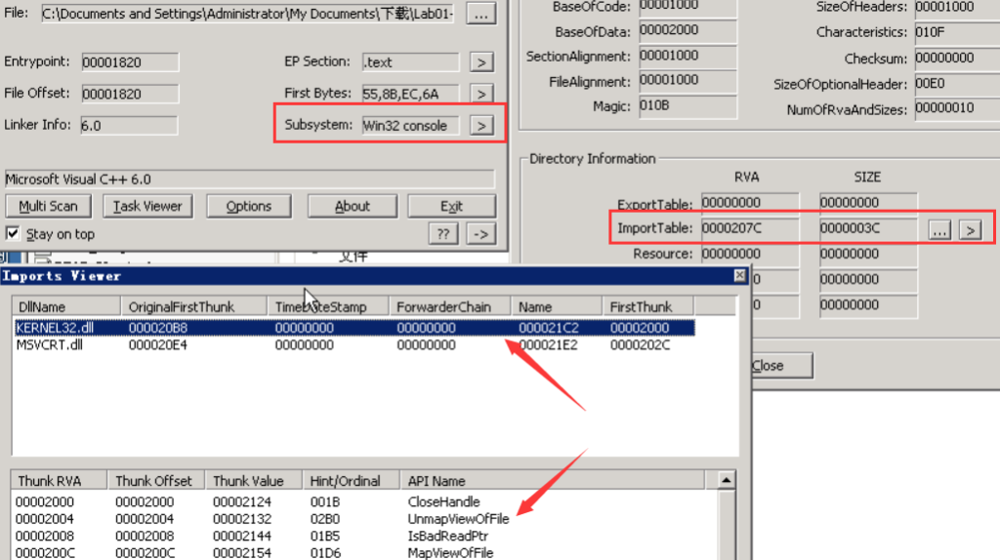 File: C:\Documents and Settings\Administrator\My Documents\下载\Lab01- ...
Entrypoint: 00001820 EP Section: .text >
File Offset: 00001820 First Bytes: 55,8B,EC,6A >
Linker Info: 6.0 Subsystem: Win32 console >
Microsoft Visual C++ 6.0
Multi Scan Task Viewer Options About Exit
Stay on top ?? ->
文件
BaseOfCode: 00001000 SizeOfHeaders: 00001000
BaseOfData: 00002000 Characteristics: 010F
SectionAlignment: 00001000 Checksum: 00000000
FileAlignment: 00001000 SizeOfOptionalHeader: 00E0
Magic: 010B NumOfRvaAndSizes: 00000010
Directory Information
RVA SIZE
ExportTable: 00000000 00000000
ImportTable: 0000207C 0000003C ... >
Resource: 00000000 00000000
00000000
00000000
Close
Imports Viewer
DllName OriginalFirstThunk TimeDateStamp ForwarderChain Name FirstThunk
KERNEL32.dll 000020B8 00000000 00000000 000021C2 00002000
MSVCRT.dll 000020E4 00000000 00000000 000021E2 0000202C
Thunk RVA Thunk Offset Thunk Value Hint/Ordinal API Name
00002000 00002000 00002124 001B CloseHandle
00002004 00002004 00002132 02B0 UnmapViewOfFile
00002008 00002008 00002144 01B5 IsBadReadPtr
0000200C 0000200C 00002154 01D6 MapViewOfFile